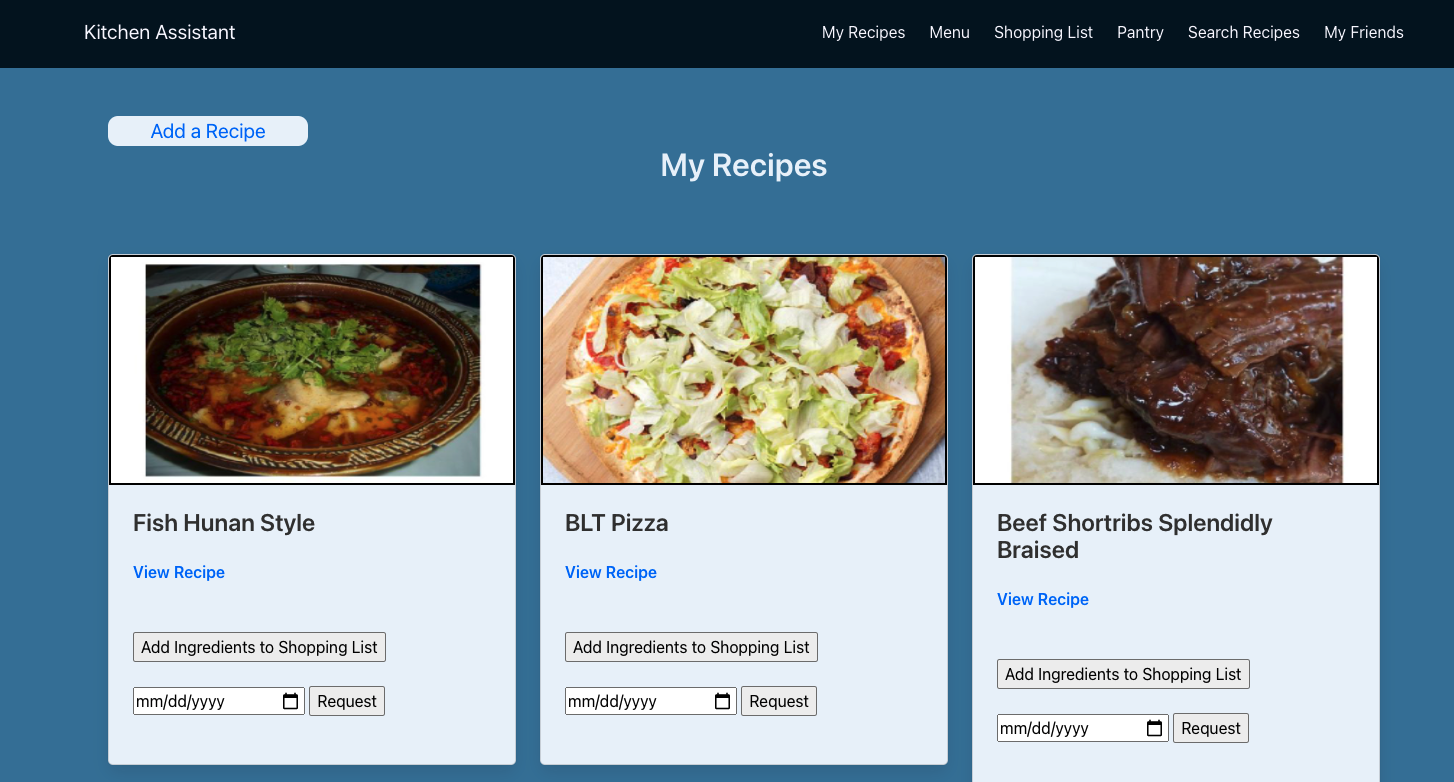 Kitchen Assistant
My Recipes Menu Shopping List Pantry Search Recipes My Friends
Add a Recipe
My Recipes
Fish Hunan Style
View Recipe
Add Ingredients to Shopping List
mm/dd/yyyy Request
BLT Pizza
View Recipe
Add Ingredients to Shopping List
mm/dd/yyyy Request
Beef Shortribs Splendidly
Braised
View Recipe
Add Ingredients to Shopping List
mm/dd/yyyy Request